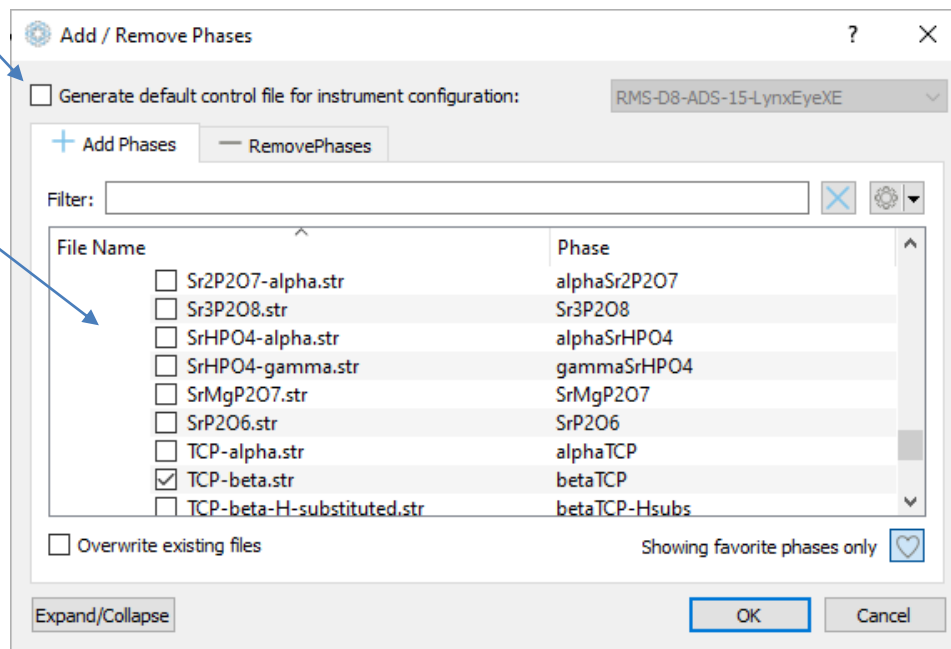 Add / Remove Phases ?
Generate default control file for instrument configuration: RMS-D8-ADS-15-LynxEyeXE
Add Phases RemovePhases
Filter:
File Name Phase
Sr2P2O7-alpha.str alphaSr2P2O7
Sr3P2O8.str Sr3P2O8
SrHPO4-alpha.str alphaSrHPO4
SrHPO4-gamma.str gammaSrHPO4
SrMgP2O7.str SrMgP2O7
SrP2O6.str SrP2O6
TCP-alpha.str alphaTCP
TCP-beta.str betaTCP
TCP-beta-H-substituted.str betaTCP-Hsubs
Overwrite existing files Showing favorite phases only
Expand/Collapse OK Cancel